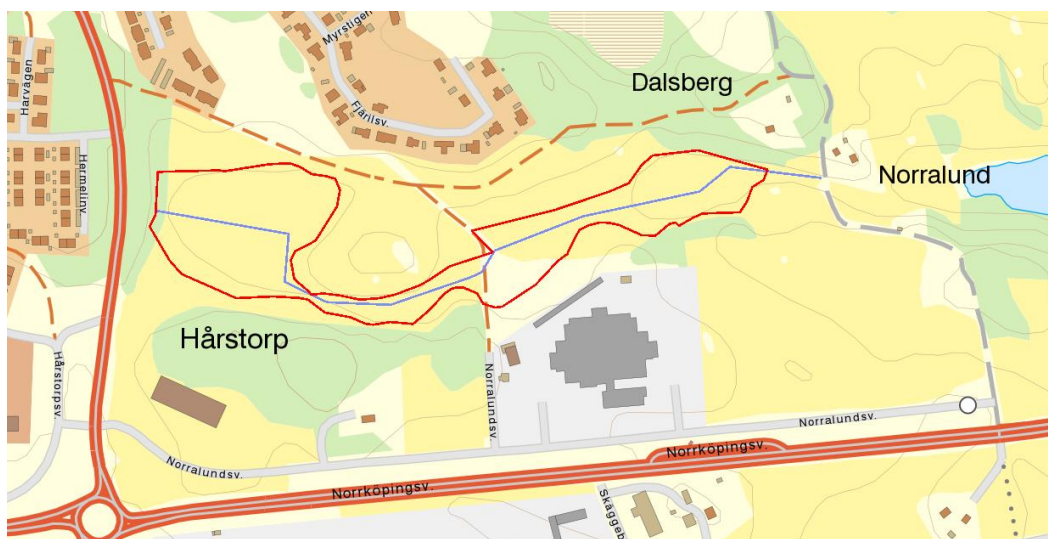 Myrstigen
Harvägen
Fjärilsv.
Dalsberg
Hermelinv.
Norralund
Hårstorp
Hårstorpsv.
Norralundsv.
Norralundsv.
Norralundsv.
Norrköpingsv.
Norrköpingsv.
Skäggeb